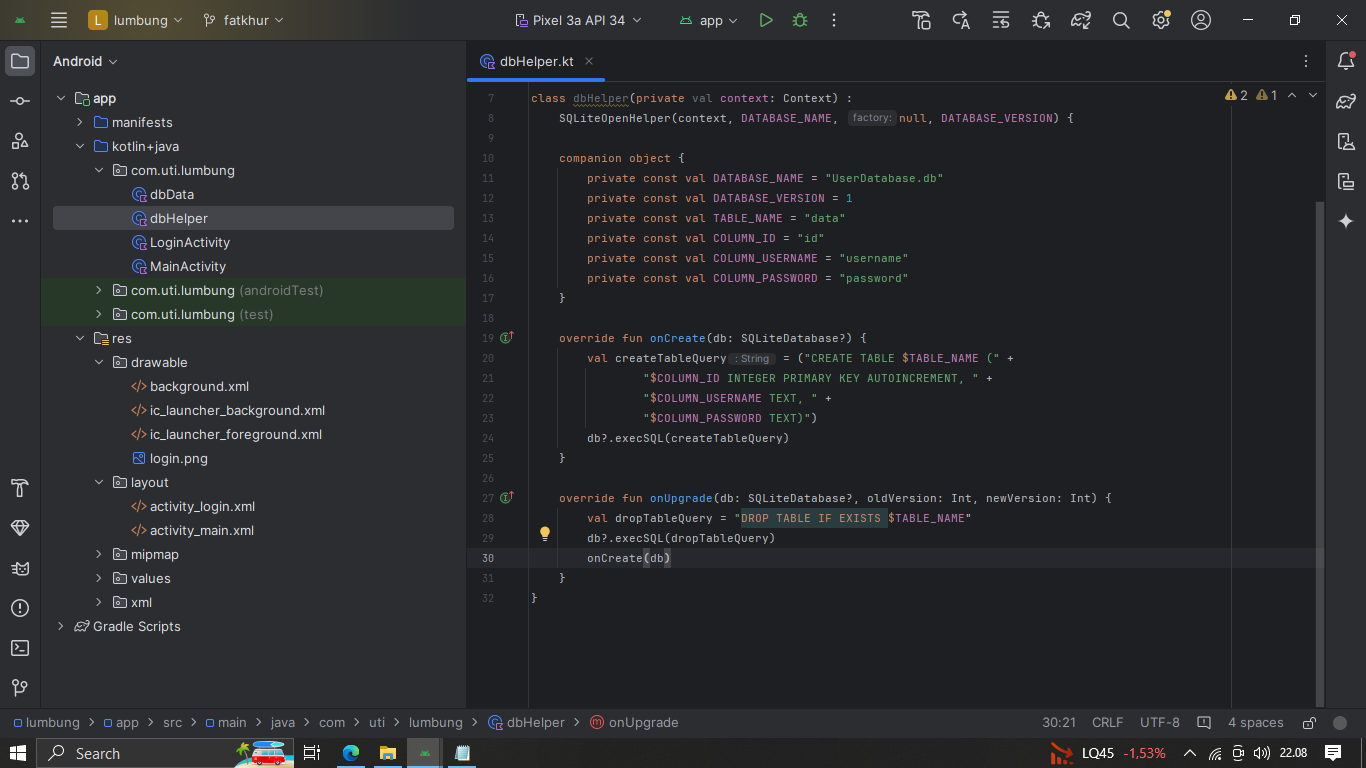 L lumbung fatkhur Pixel 3a API 34 app
Android
dbHelper.kt
app
manifests
kotlin+java
com.uti.lumbung
dbData
dbHelper
LoginActivity
MainActivity
com.uti.lumbung (androidTest)
com.uti.lumbung (test)
res
drawable
background.xml
ic_launcher_background.xml
ic_launcher_foreground.xml
login.png
layout
activity_login.xml
activity_main.xml
mipmap
values
xml
Gradle Scripts
2 1
7 class dbHelper(private val context: Context) :
8 SQLiteOpenHelper(context, DATABASE_NAME, factory: null, DATABASE_VERSION) {
9
10 companion object {
11 private const val DATABASE_NAME = "UserDatabase.db"
12 private const val DATABASE_VERSION = 1
13 private const val TABLE_NAME = "data"
14 private const val COLUMN_ID = "id"
15 private const val COLUMN_USERNAME = "username"
16 private const val COLUMN_PASSWORD = "password"
17 }
18
19 override fun onCreate(db: SQLiteDatabase?) {
20 val createTableQuery : String = ("CREATE TABLE $TABLE_NAME (" +
21 "$COLUMN_ID INTEGER PRIMARY KEY AUTOINCREMENT, " +
22 "$COLUMN_USERNAME TEXT, " +
23 "$COLUMN_PASSWORD TEXT)")
24 db?.execSQL(createTableQuery)
25 }
26
27 override fun onUpgrade(db: SQLiteDatabase?, oldVersion: Int, newVersion: Int) {
28 val dropTableQuery = "DROP TABLE IF EXISTS $TABLE_NAME"
29 db?.execSQL(dropTableQuery)
30 onCreate(db)
31 }
32 }
lumbung > app > src > main > java > com > uti > lumbung > dbHelper > m onUpgrade 30:21 CRLF UTF-8 4 spaces
Search LQ45 -1,53% 22.08